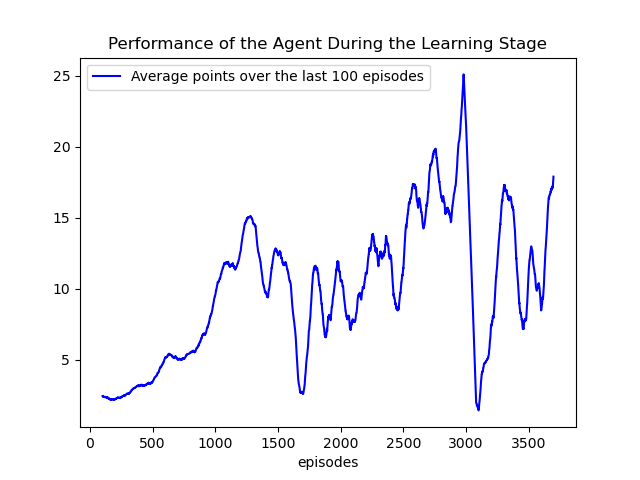 Performance of the Agent During the Learning Stage
Average points over the last 100 episodes
25
20
15
10
5
0 500 1000 1500 2000 2500 3000 3500
episodes